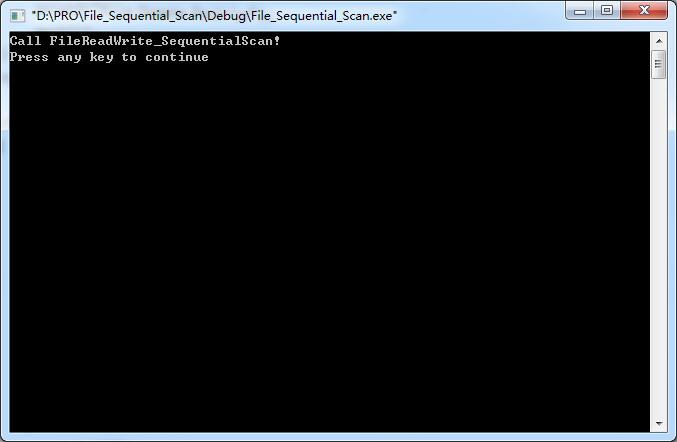 "D:\PRO\File_Sequential_Scan\Debug\File_Sequential_Scan.exe"
Call FileReadWrite_SequentialScan!
Press any key to continue